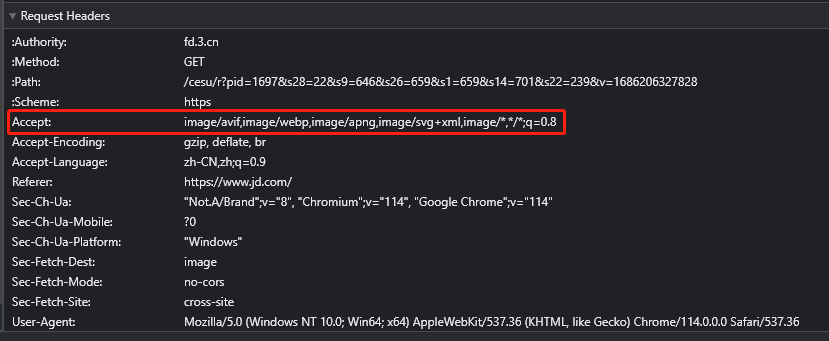 Request Headers
:Authority: fd.3.cn
:Method: GET
:Path: /cesu/r?pid=1697&s28=22&s9=646&s26=659&s1=659&s14=701&s22=239&v=1686206327828
:Scheme: https
Accept: image/avif,image/webp,image/apng,image/svg+xml,image/*,*/*;q=0.8
Accept-Encoding: gzip, deflate, br
Accept-Language: zh-CN,zh;q=0.9
Referer: https://www.jd.com/
Sec-Ch-Ua: "Not.A/Brand";v="8", "Chromium";v="114", "Google Chrome";v="114"
Sec-Ch-Ua-Mobile: ?0
Sec-Ch-Ua-Platform: "Windows"
Sec-Fetch-Dest: image
Sec-Fetch-Mode: no-cors
Sec-Fetch-Site: cross-site
User-Agent: Mozilla/5.0 (Windows NT 10.0; Win64; x64) AppleWebKit/537.36 (KHTML, like Gecko) Chrome/114.0.0.0 Safari/537.36